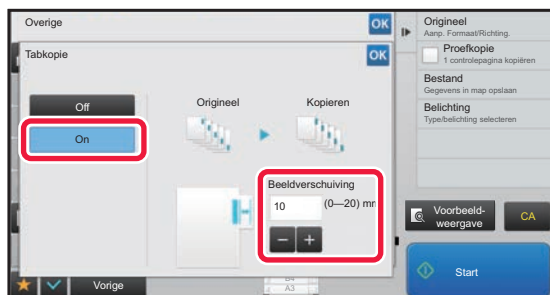 Overige
OK
Tabkopie
OK
Off
On
Origineel
Kopieren
Beeldverschuiving
10
(0—20) mm
Vorige
B4
A3
Origineel
Aanp. Formaat/Richting.
Proefkopie
1 controlepagina kopiëren
Bestand
Gegevens in map opslaan
Belichting
Type/belichting selecteren
Voorbeeld-
weergave
CA
Start